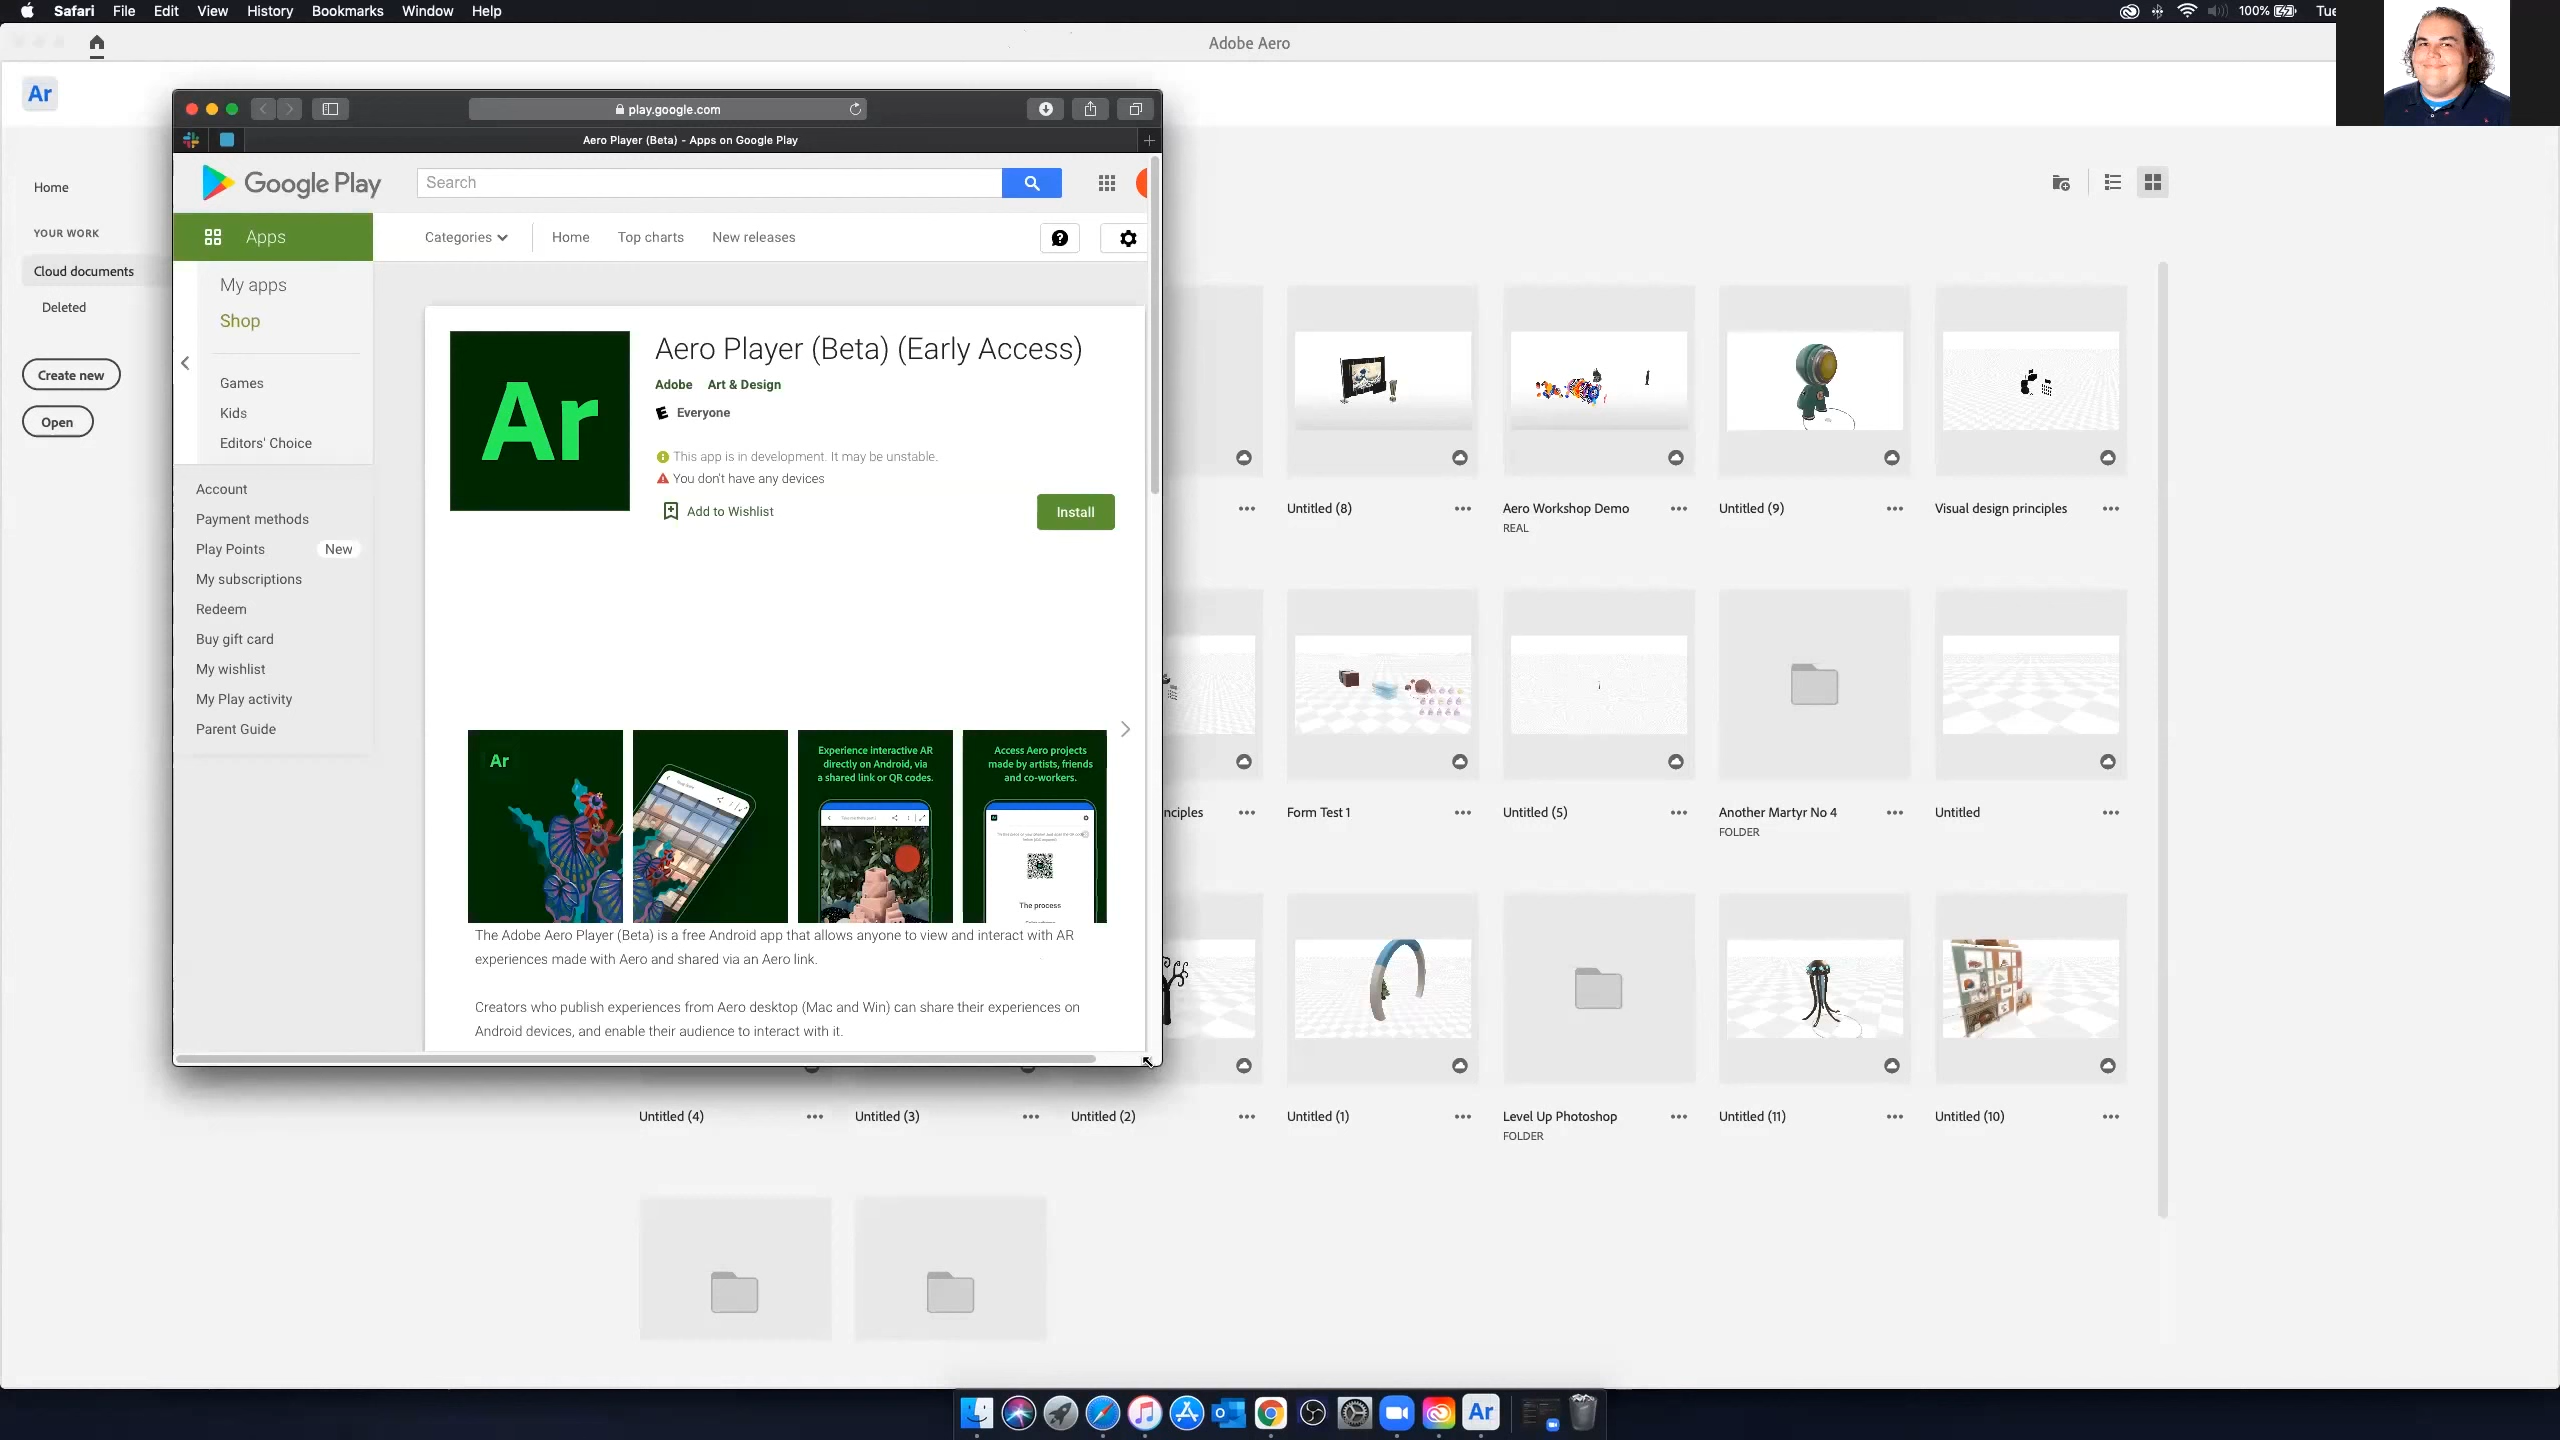 Safari File Edit View History Bookmarks Window Help
100%
Tue
Adobe Aero
Ar
Home
YOUR WORK
Cloud documents
Deleted
Create new
Open
play.google.com
Aero Player (Beta) - Apps on Google Play
Google Play
Search
Apps
Categories
Home
Top charts
New releases
My apps
Shop
Games
Kids
Editors' Choice
Account
Payment methods
Play Points New
My subscriptions
Redeem
Buy gift card
My wishlist
My Play activity
Parent Guide
Ar
Aero Player (Beta) (Early Access)
Adobe Art & Design
E Everyone
This app is in development. It may be unstable.
You don't have any devices
Add to Wishlist
Install
Ar
Experience interactive AR
directly on Android, via
a shared link or QR codes.
Access Aero projects
made by artists, friends
and co-workers.
The process
The Adobe Aero Player (Beta) is a free Android app that allows anyone to view and interact with AR
experiences made with Aero and shared via an Aero link.
Creators who publish experiences from Aero desktop (Mac and Win) can share their experiences on
Android devices, and enable their audience to interact with it.
Untitled (8)
Aero Workshop Demo
REAL
Untitled (9)
Visual design principles
nciples
Form Test 1
Untitled (5)
Another Martyr No 4
FOLDER
Untitled
Untitled (4)
Untitled (3)
Untitled (2)
Untitled (1)
Level Up Photoshop
FOLDER
Untitled (11)
Untitled (10)
Ar